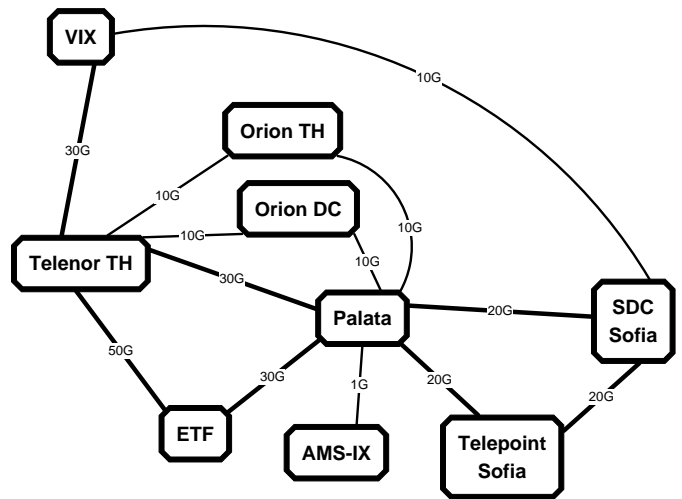 VIX
10G
Orion TH
30G
10G
Orion DC
10G
10G
Telenor TH
10G
30G
SDC
Sofia
Palata
20G
50G
30G
1G
20G
20G
ETF
AMS-IX
Telepoint
Sofia